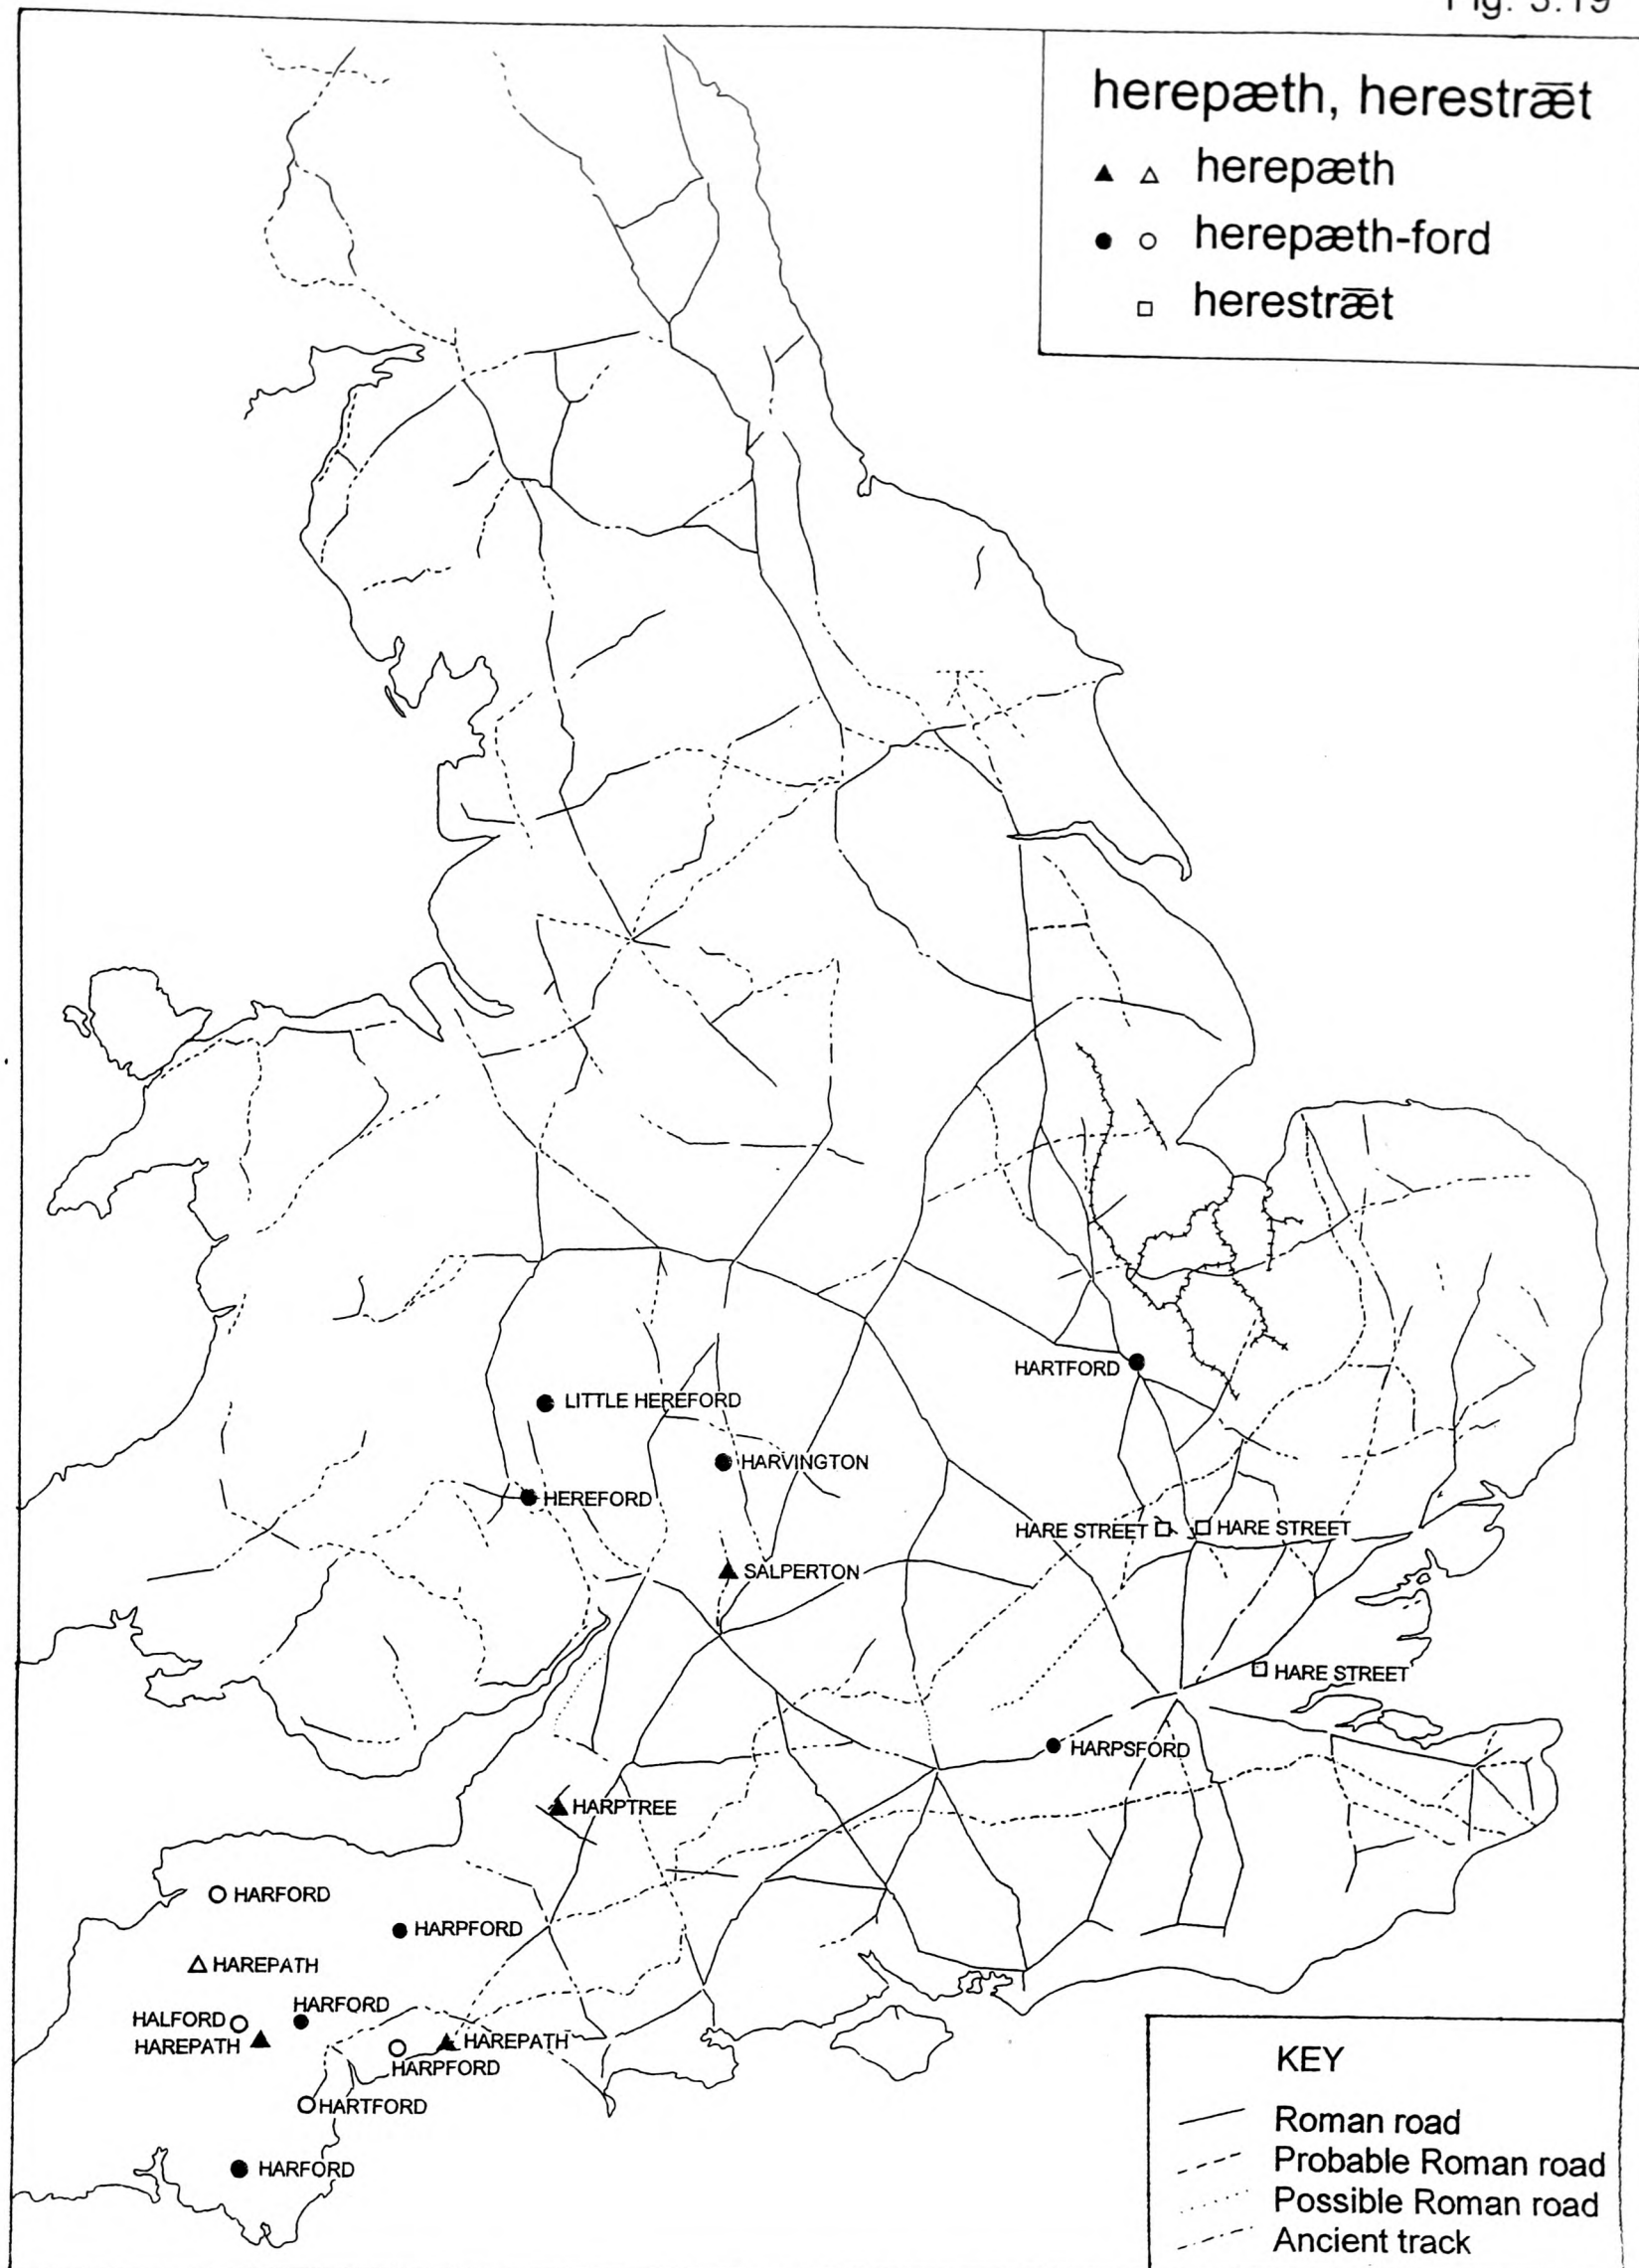 Fig. 3.19
herepæth, herestrǣt
herepæth
herepæth-ford
herestrǣt
HARTFORD
LITTLE HEREFORD
HARVINGTON
HEREFORD
HARE STREET
HARE STREET
SALPERTON
HARE STREET
HARPSFORD
HARPTREE
HARFORD
HARPFORD
HAREPATH
HARFORD
HALFORD
HAREPATH
HAREPATH
HARPFORD
HARTFORD
HARFORD
KEY
Roman road
Probable Roman road
Possible Roman road
Ancient track